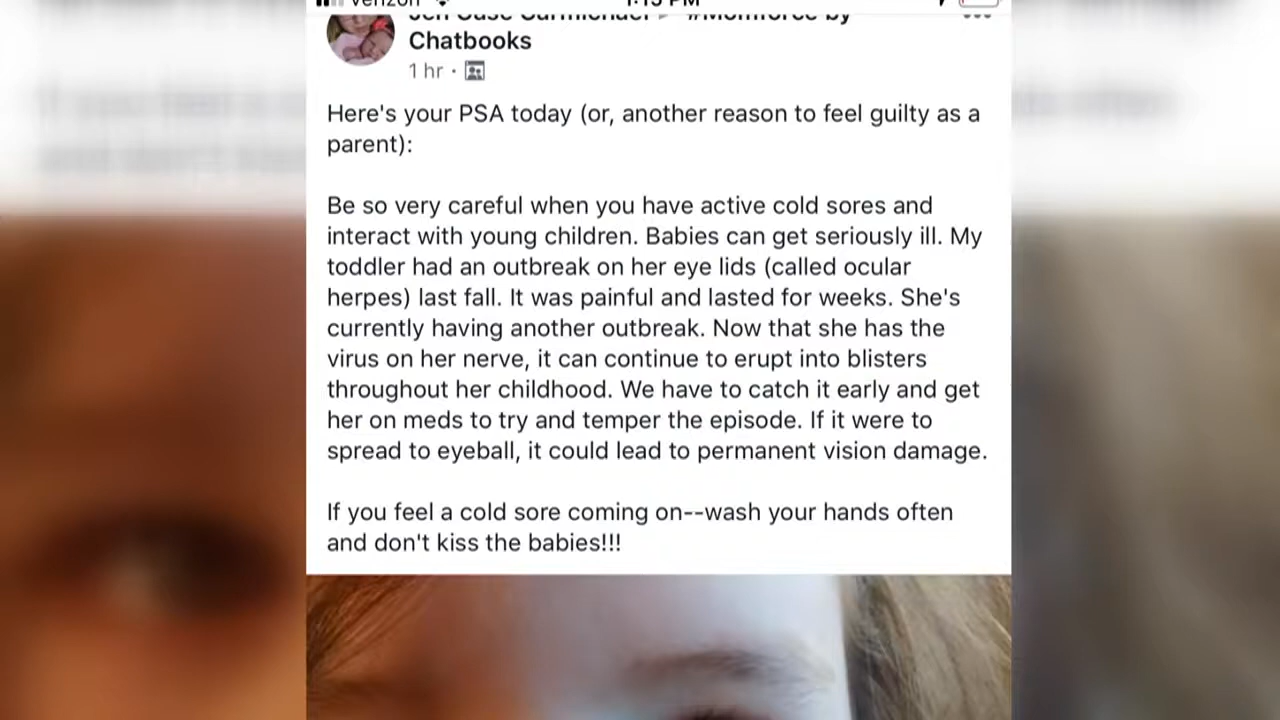 Chatbooks
1 hr ·
Here's your PSA today (or, another reason to feel guilty as a
parent):
Be so very careful when you have active cold sores and
interact with young children. Babies can get seriously ill. My
toddler had an outbreak on her eye lids (called ocular
herpes) last fall. It was painful and lasted for weeks. She's
currently having another outbreak. Now that she has the
virus on her nerve, it can continue to erupt into blisters
throughout her childhood. We have to catch it early and get
her on meds to try and temper the episode. If it were to
spread to eyeball, it could lead to permanent vision damage.
If you feel a cold sore coming on--wash your hands often
and don't kiss the babies!!!